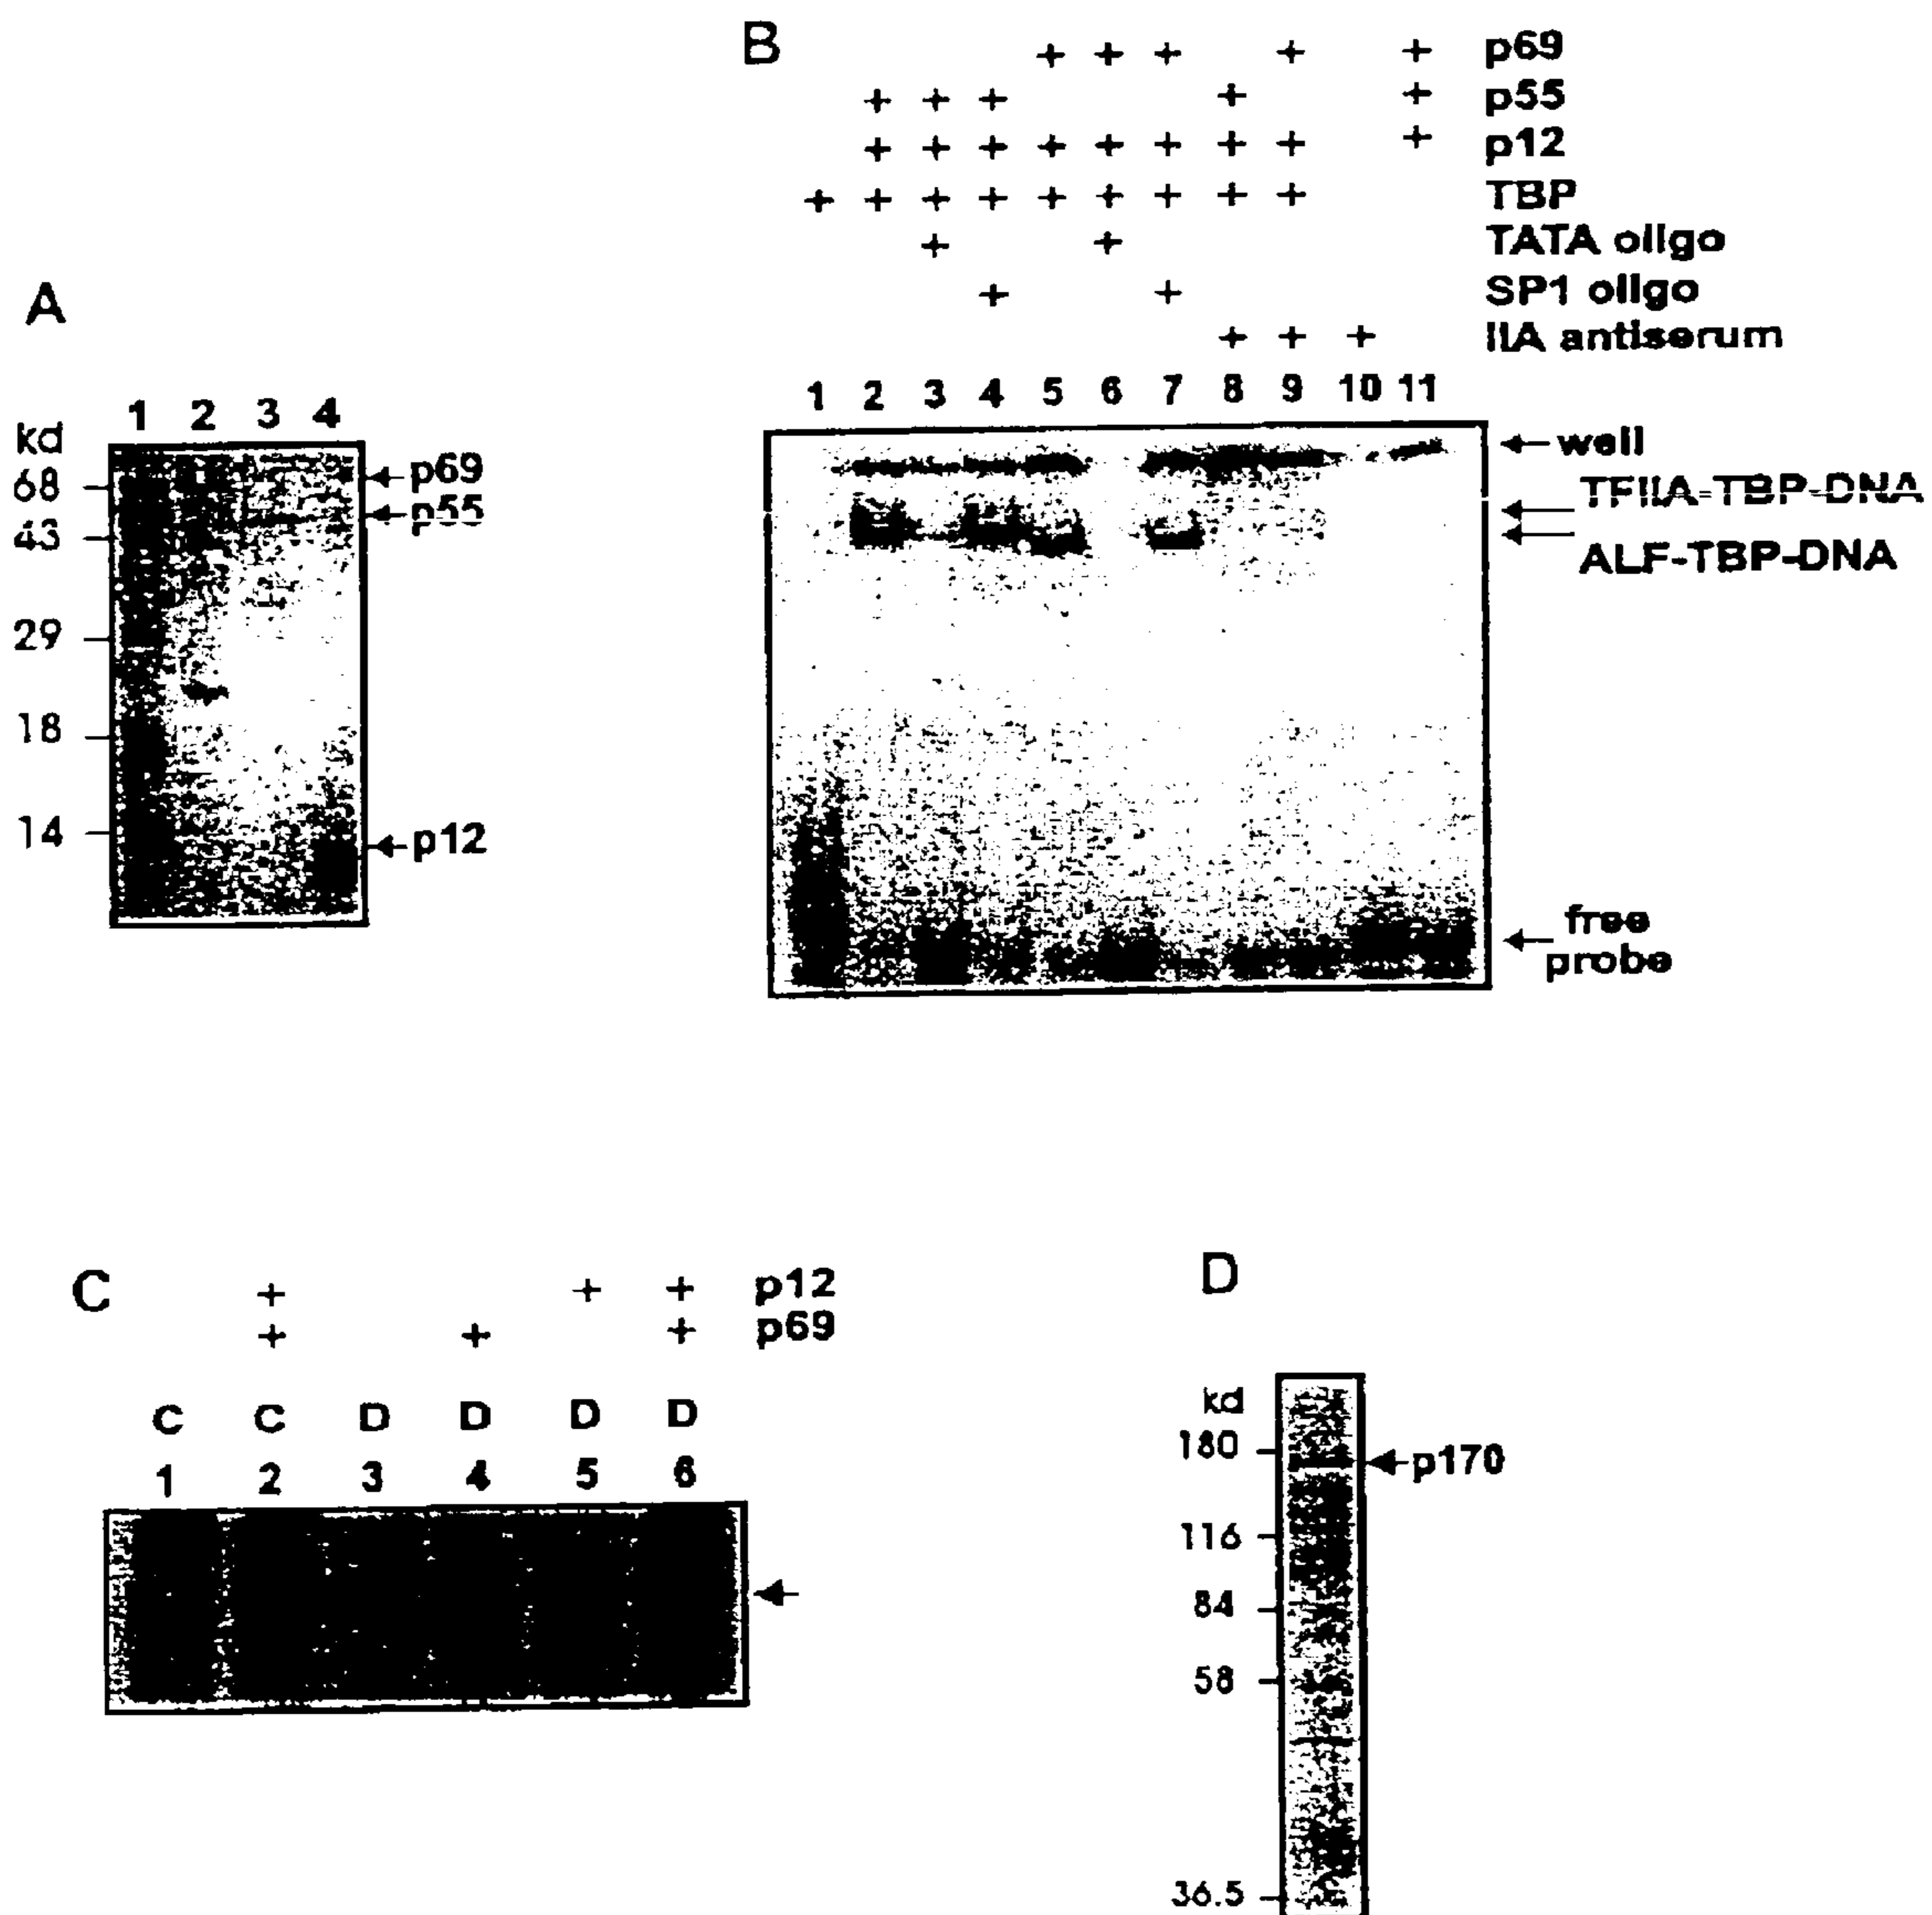 B
+ + + + + p69
+ + + + + p55
+ + + + + + + + + p12
+ + + + + + + + + TBP
+ + TATA oligo
+ + SP1 oligo
+ + + IIA antiserum
1 2 3 4 5 6 7 8 9 10 11
well
TFIIA-TBP-DNA
ALF-TBP-DNA
free
probe
A
1 2 3 4
kd
68
43
29
18
14
p69
p55
p12
C
+ + + p12
+ + + p69
C C D D D D
1 2 3 4 5 6
D
kd
180
116
84
58
36.5
p170